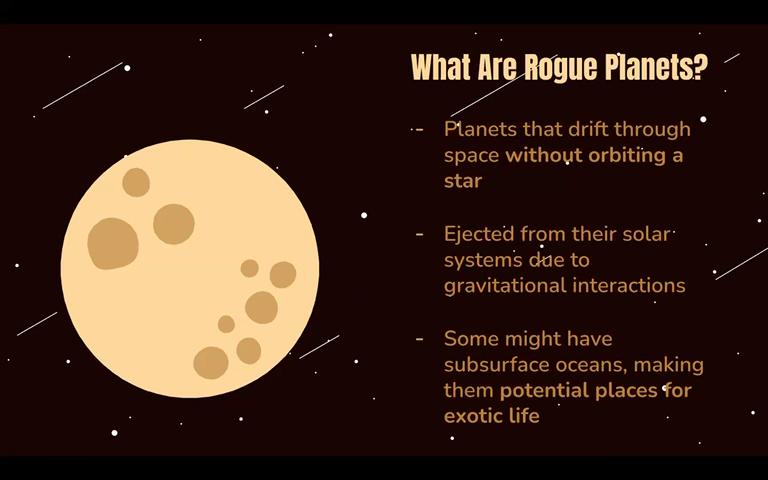 What Are Rogue Planets?
- Planets that drift through
space without orbiting a
star
- Ejected from their solar
systems due to
gravitational interactions
- Some might have
subsurface oceans, making
them potential places for
exotic life